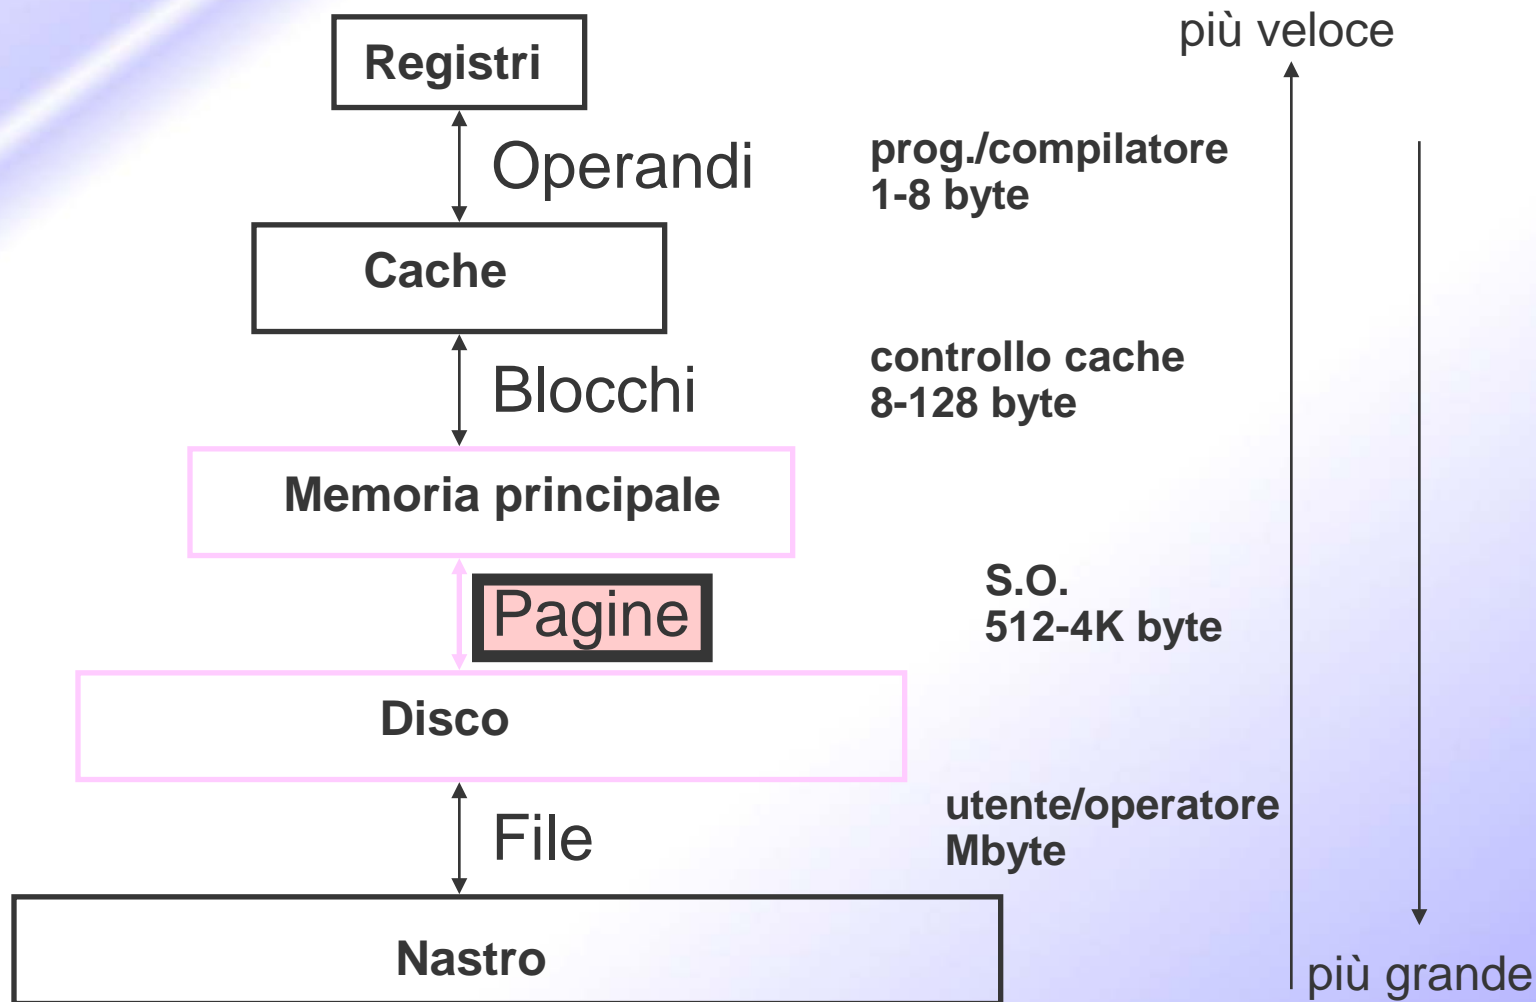 più veloce
Registri
Operandi
prog./compilatore
1-8 byte
Cache
Blocchi
controllo cache
8-128 byte
Memoria principale
Pagine
S.O.
512-4K byte
Disco
File
utente/operatore
Mbyte
Nastro
più grande